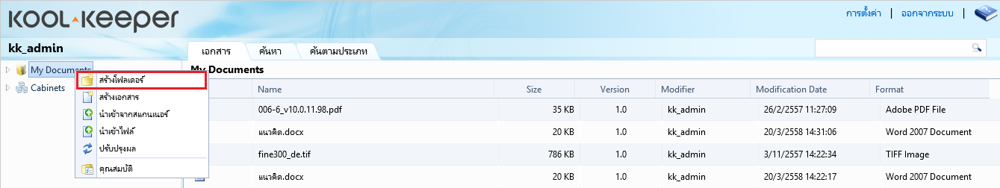 KOOL-KEEPER
การตั้งค่า | ออกจากระบบ
kk_admin
เอกสาร ค้นหา ค้นตามประเภท
My Documents
Cabinets
สร้างโฟลเดอร์
สร้างเอกสาร
นำเข้าจากสแกนเนอร์
นำเข้าไฟล์
ปรับปรุงผล
คุณสมบัติ
My Documents
Name Size Version Modifier Modification Date Format
006-6_v10.0.11.98.pdf 35 KB 1.0 kk_admin 26/2/2557 11:27:09 Adobe PDF File
แนวคิด.docx 20 KB 1.0 kk_admin 20/3/2558 14:31:06 Word 2007 Document
fine300_de.tif 786 KB 1.0 kk_admin 3/11/2557 14:22:34 TIFF Image
แนวคิด.docx 20 KB 1.0 kk_admin 20/3/2558 14:22:17 Word 2007 Document